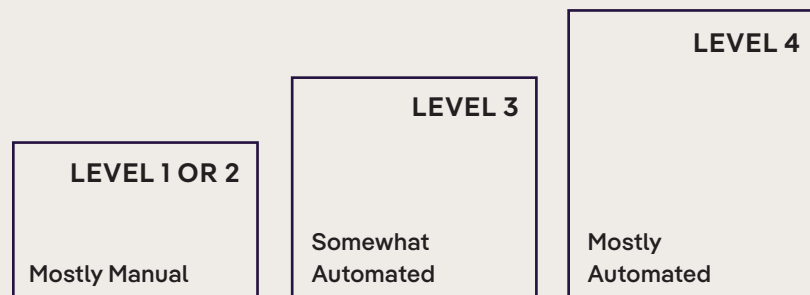 LEVEL 1 OR 2
Mostly Manual
LEVEL 3
Somewhat
Automated
LEVEL 4
Mostly
Automated